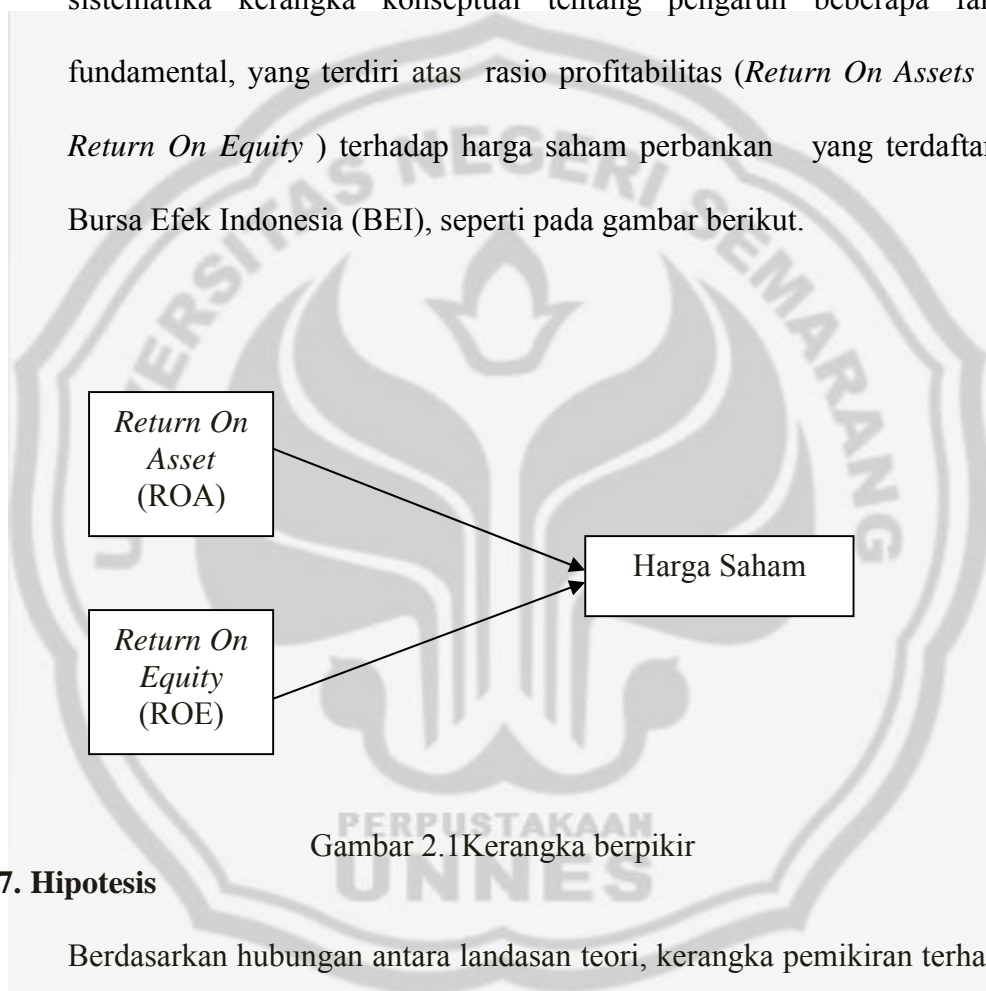 sistematika kerangka konseptual tentang pengaruh beberapa
fundamental, yang terdiri atas rasio profitabilitas (Return On Assets
Return On Equity ) terhadap harga saham perbankan yang terdaftar
Bursa Efek Indonesia (BEI), seperti pada gambar berikut.
UNIVERSITAS NEGERI SEMARANG
Return On
Asset
(ROA)
Harga Saham
Return On
Equity
(ROE)
PERPUSTAKAAN
UNNES
Gambar 2.1Kerangka berpikir
7. Hipotesis
Berdasarkan hubungan antara landasan teori, kerangka pemikiran